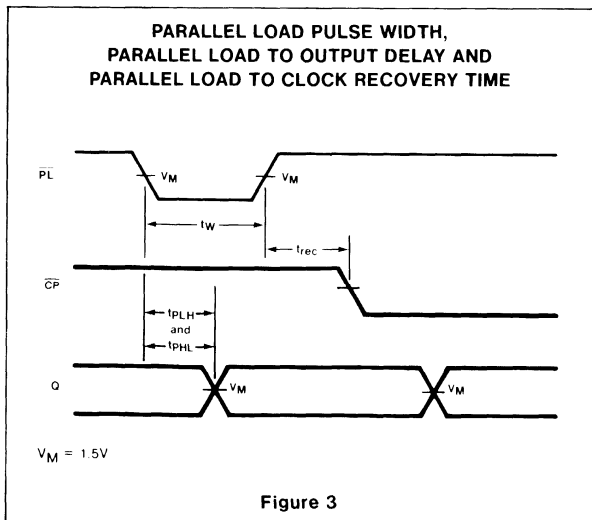 PARALLEL LOAD PULSE WIDTH,
PARALLEL LOAD TO OUTPUT DELAY AND
PARALLEL LOAD TO CLOCK RECOVERY TIME
PL
VM
VM
tW
trec
CP
tPLH
and
tPHL
Q
VM
VM
VM = 1.5V
Figure 3